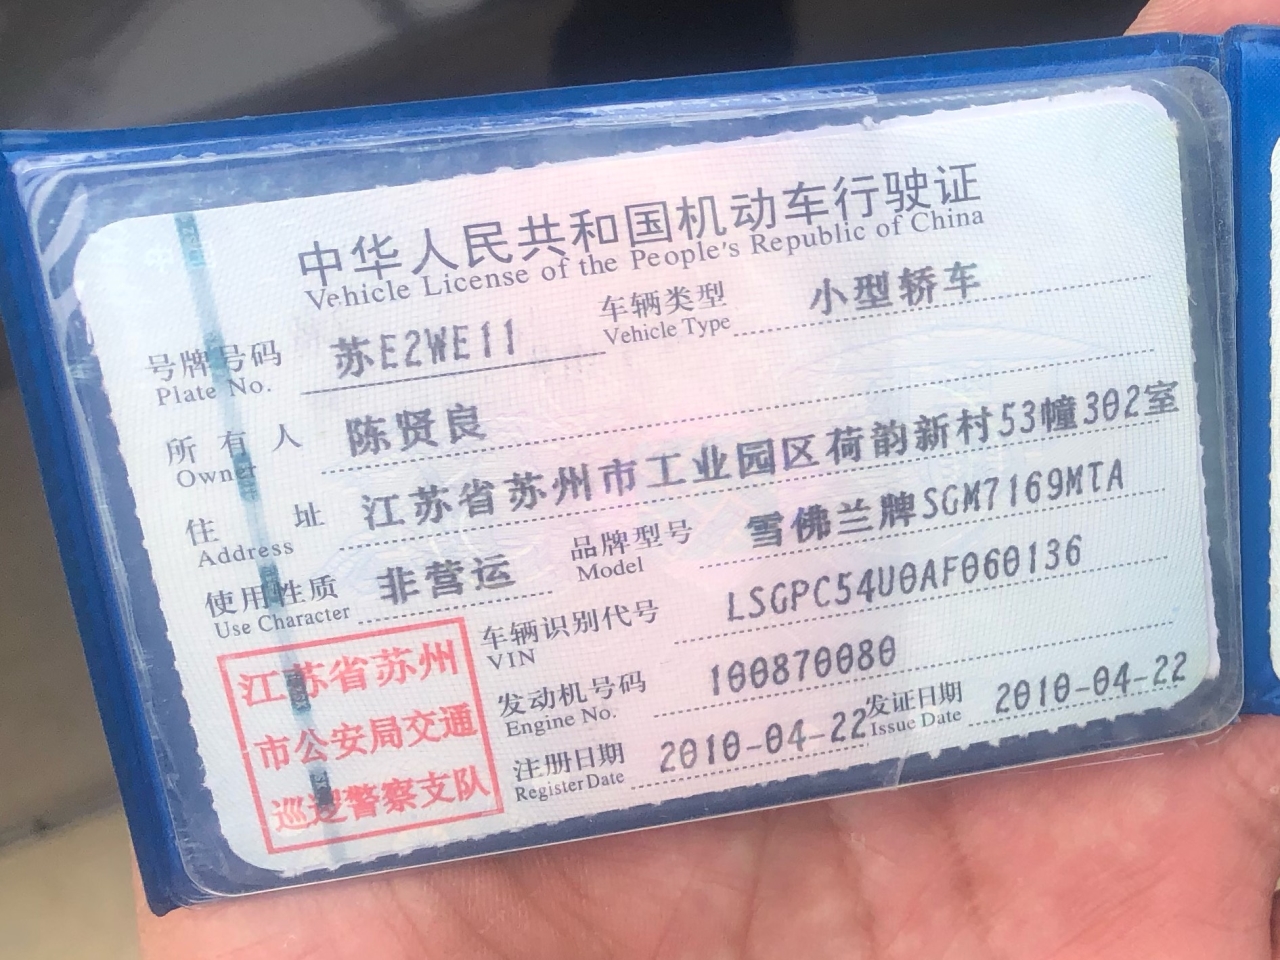 中华人民共和国机动车行驶证
Vehicle License of the People's Republic of China
号牌号码 苏E2WE11 车辆类型 小型轿车
Plate No. Vehicle Type
所有人 陈贤良
Owner
住址 江苏省苏州市工业园区荷韵新村53幢302室
Address
使用性质 非营运 品牌型号 雪佛兰牌SGM7169MTA
Use Character Model
车辆识别代号 LSGPC54U0AF060136
VIN
发动机号码 100870080
Engine No.
注册日期 2010-04-22 发证日期 2010-04-22
Register Date Issue Date
江苏省苏州
市公安局交通
巡逻警察支队